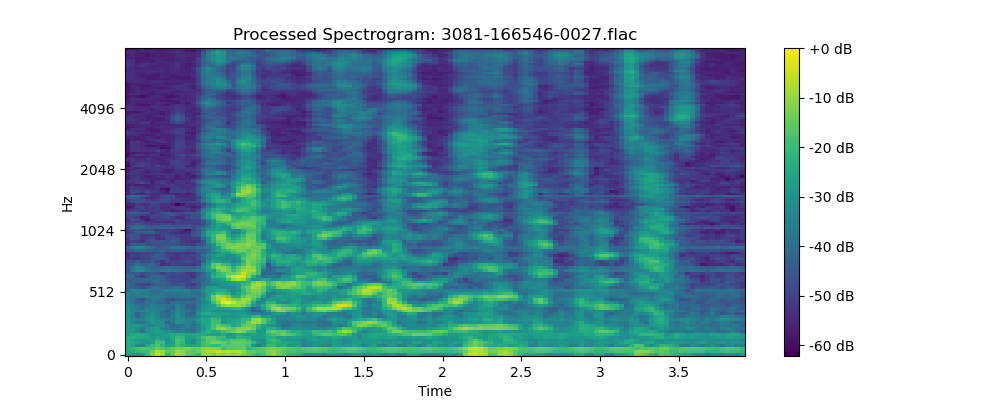 Processed Spectrogram: 3081-166546-0027.flac
Hz
4096
2048
1024
512
0
0 0.5 1 1.5 2 2.5 3 3.5
Time
+0 dB
-10 dB
-20 dB
-30 dB
-40 dB
-50 dB
-60 dB